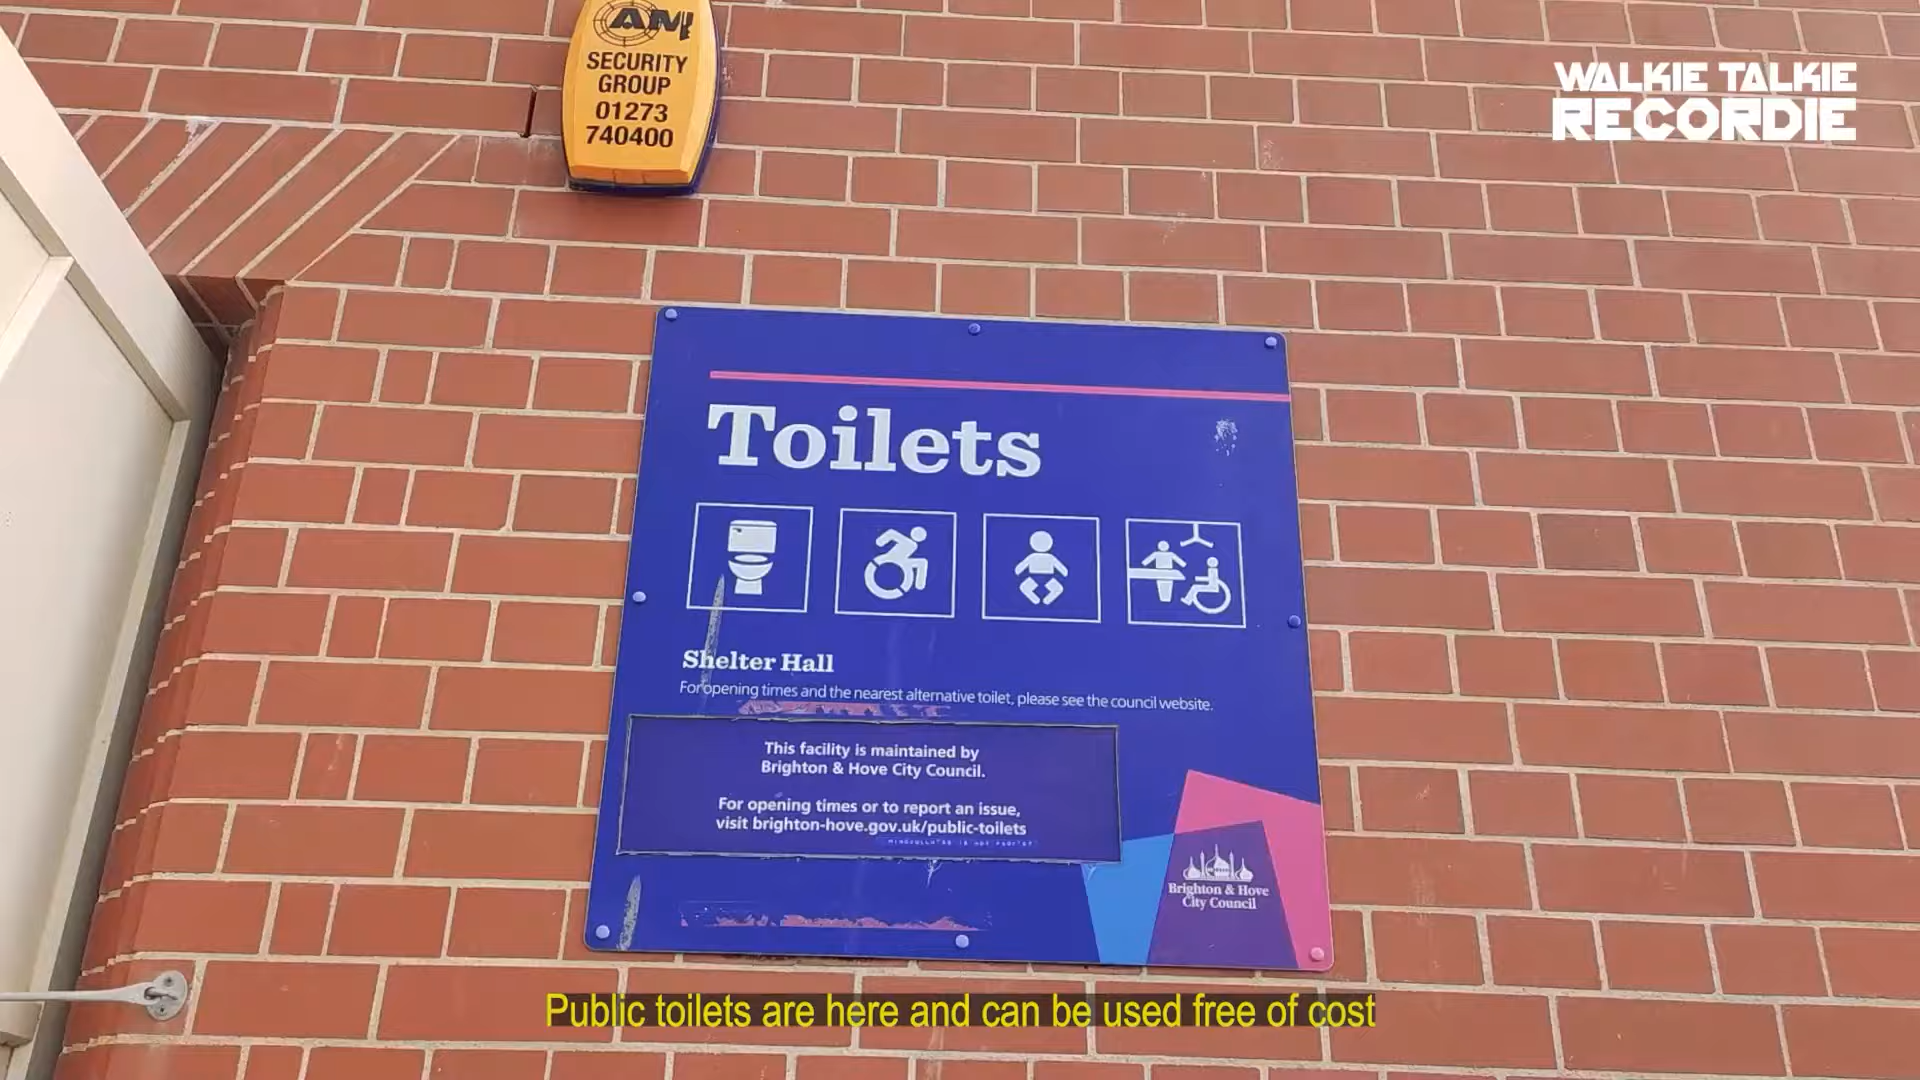 AM
SECURITY
GROUP
01273
740400
WALKIE TALKIE
RECORDIE
Toilets
Shelter Hall
For opening times and the nearest alternative toilet, please see the council website.
This facility is maintained by
Brighton & Hove City Council.
For opening times or to report an issue,
visit brighton-hove.gov.uk/public-toilets
Brighton & Hove
City Council
Public toilets are here and can be used free of cost